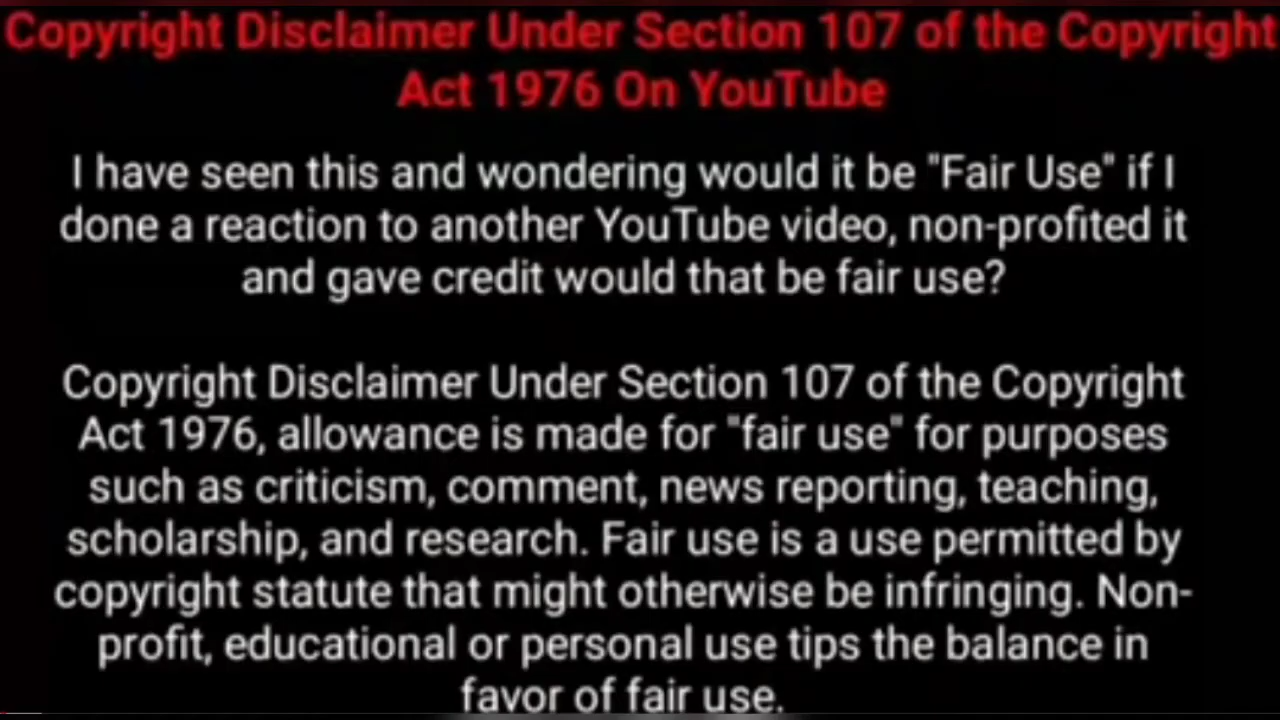 Copyright Disclaimer Under Section 107 of the Copyright
Act 1976 On YouTube
I have seen this and wondering would it be "Fair Use" if I
done a reaction to another YouTube video, non-profited it
and gave credit would that be fair use?
Copyright Disclaimer Under Section 107 of the Copyright
Act 1976, allowance is made for "fair use" for purposes
such as criticism, comment, news reporting, teaching,
scholarship, and research. Fair use is a use permitted by
copyright statute that might otherwise be infringing. Non-
profit, educational or personal use tips the balance in
favor of fair use.